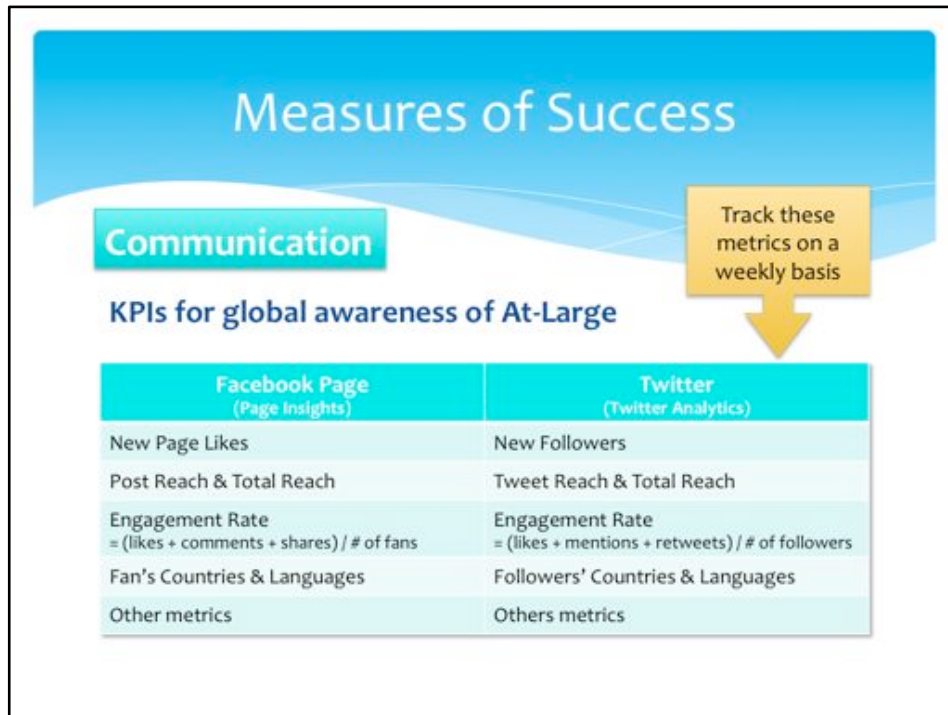 Measures of Success
Communication
Track these
metrics on a
weekly basis
KPIs for global awareness of At-Large
Facebook Page
(Page Insights)
Twitter
(Twitter Analytics)
New Page Likes
New Followers
Post Reach & Total Reach
Tweet Reach & Total Reach
Engagement Rate
= (likes + comments + shares) / # of fans
Engagement Rate
= (likes + mentions + retweets) / # of followers
Fan's Countries & Languages
Followers' Countries & Languages
Other metrics
Others metrics